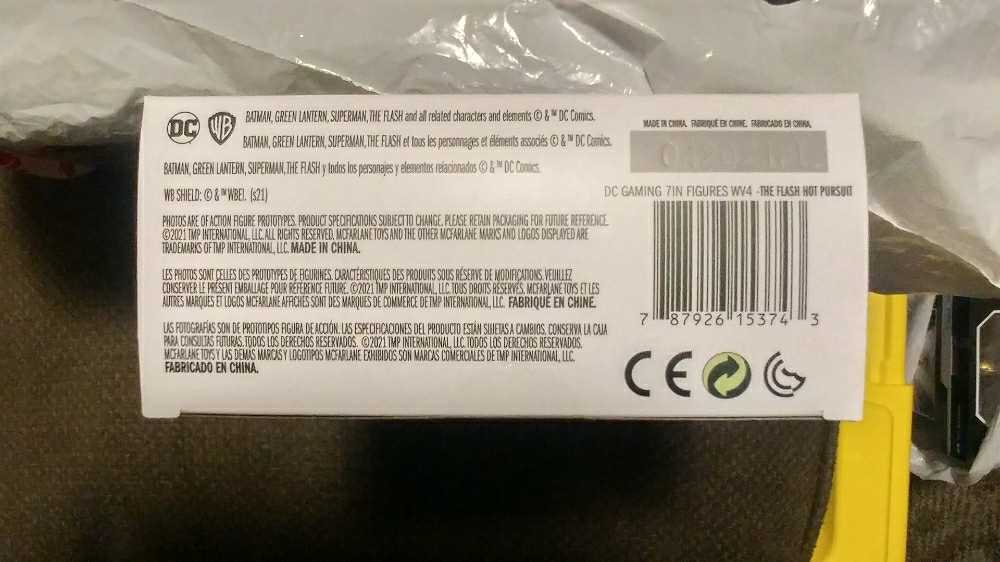 DC
WB
BATMAN, GREEN LANTERN, SUPERMAN, THE FLASH and all related characters and elements © & ™ DC Comics.
BATMAN, GREEN LANTERN, SUPERMAN, THE FLASH et tous les personnages et éléments associés © & ™ DC Comics.
BATMAN, GREEN LANTERN, SUPERMAN, THE FLASH y todos los personajes y elementos relacionados © & ™ DC Comics.
WB SHIELD: © & ™ WBEI. (s21)
PHOTOS ARE OF ACTION FIGURE PROTOTYPES. PRODUCT SPECIFICATIONS SUBJECT TO CHANGE. PLEASE RETAIN PACKAGING FOR FUTURE REFERENCE.
©2021 TMP INTERNATIONAL, LLC. ALL RIGHTS RESERVED. MCFARLANE TOYS AND THE OTHER MCFARLANE MARKS AND LOGOS DISPLAYED ARE
TRADEMARKS OF TMP INTERNATIONAL, LLC. MADE IN CHINA.
LES PHOTOS SONT CELLES DES PROTOTYPES DE FIGURINES. CARACTÉRISTIQUES DES PRODUITS SOUS RÉSERVE DE MODIFICATIONS. VEUILLEZ
CONSERVER LE PRÉSENT EMBALLAGE POUR RÉFÉRENCE FUTURE. ©2021 TMP INTERNATIONAL, LLC. TOUS DROITS RÉSERVÉS. MCFARLANE TOYS ET LES
AUTRES MARQUES ET LOGOS MCFARLANE AFFICHÉS SONT DES MARQUES DE COMMERCE DE TMP INTERNATIONAL, LLC. FABRIQUÉ EN CHINE.
LAS FOTOGRAFÍAS SON DE PROTOTIPOS FIGURA DE ACCIÓN. LAS ESPECIFICACIONES DEL PRODUCTO ESTÁN SUJETAS A CAMBIOS. CONSERVA LA CAJA
PARA CONSULTAS FUTURAS. TODOS LOS DERECHOS RESERVADOS. ©2021 TMP INTERNATIONAL, LLC. TODOS LOS DERECHOS RESERVADOS.
MCFARLANE TOYS Y LAS DEMAS MARCAS Y LOGOTIPOS MCFARLANE EXHIBIDOS SON MARCAS COMERCIALES DE TMP INTERNATIONAL, LLC.
FABRICADO EN CHINA.
MADE IN CHINA. FABRIQUÉ EN CHINE. FABRICADO EN CHINA.
DC GAMING 7IN FIGURES WV4 -THE FLASH HOT PURSUIT
7 87926 15374 3
CE